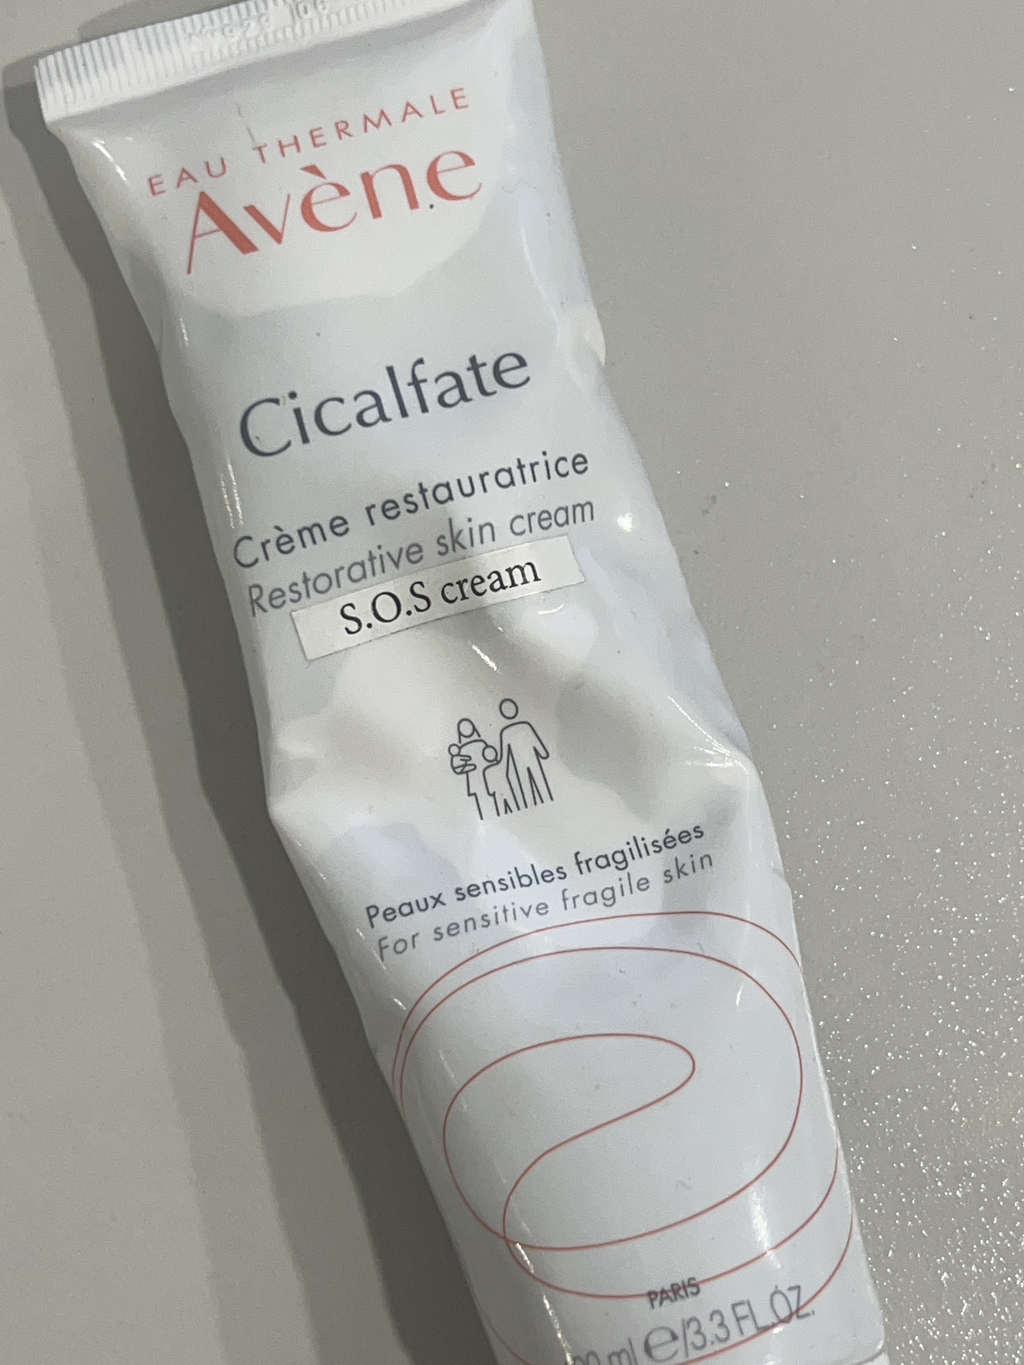 EAU THERMALE
Avène
Cicalfate
Crème restauratrice
Restorative skin cream
S.O.S cream
Peaux sensibles fragilisées
For sensitive fragile skin
PARIS
ml e/3.3 FL.OZ.